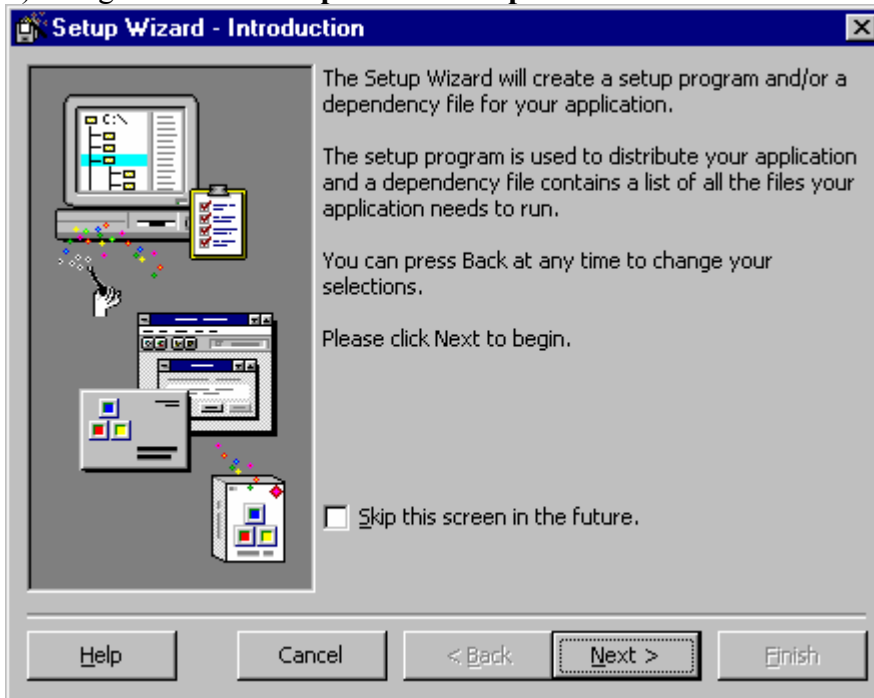 Setup Wizard - Introduction
The Setup Wizard will create a setup program and/or a
dependency file for your application.
The setup program is used to distribute your application
and a dependency file contains a list of all the files your
application needs to run.
You can press Back at any time to change your
selections.
Please click Next to begin.
C:\
Skip this screen in the future.
Help Cancel < Back Next > Finish